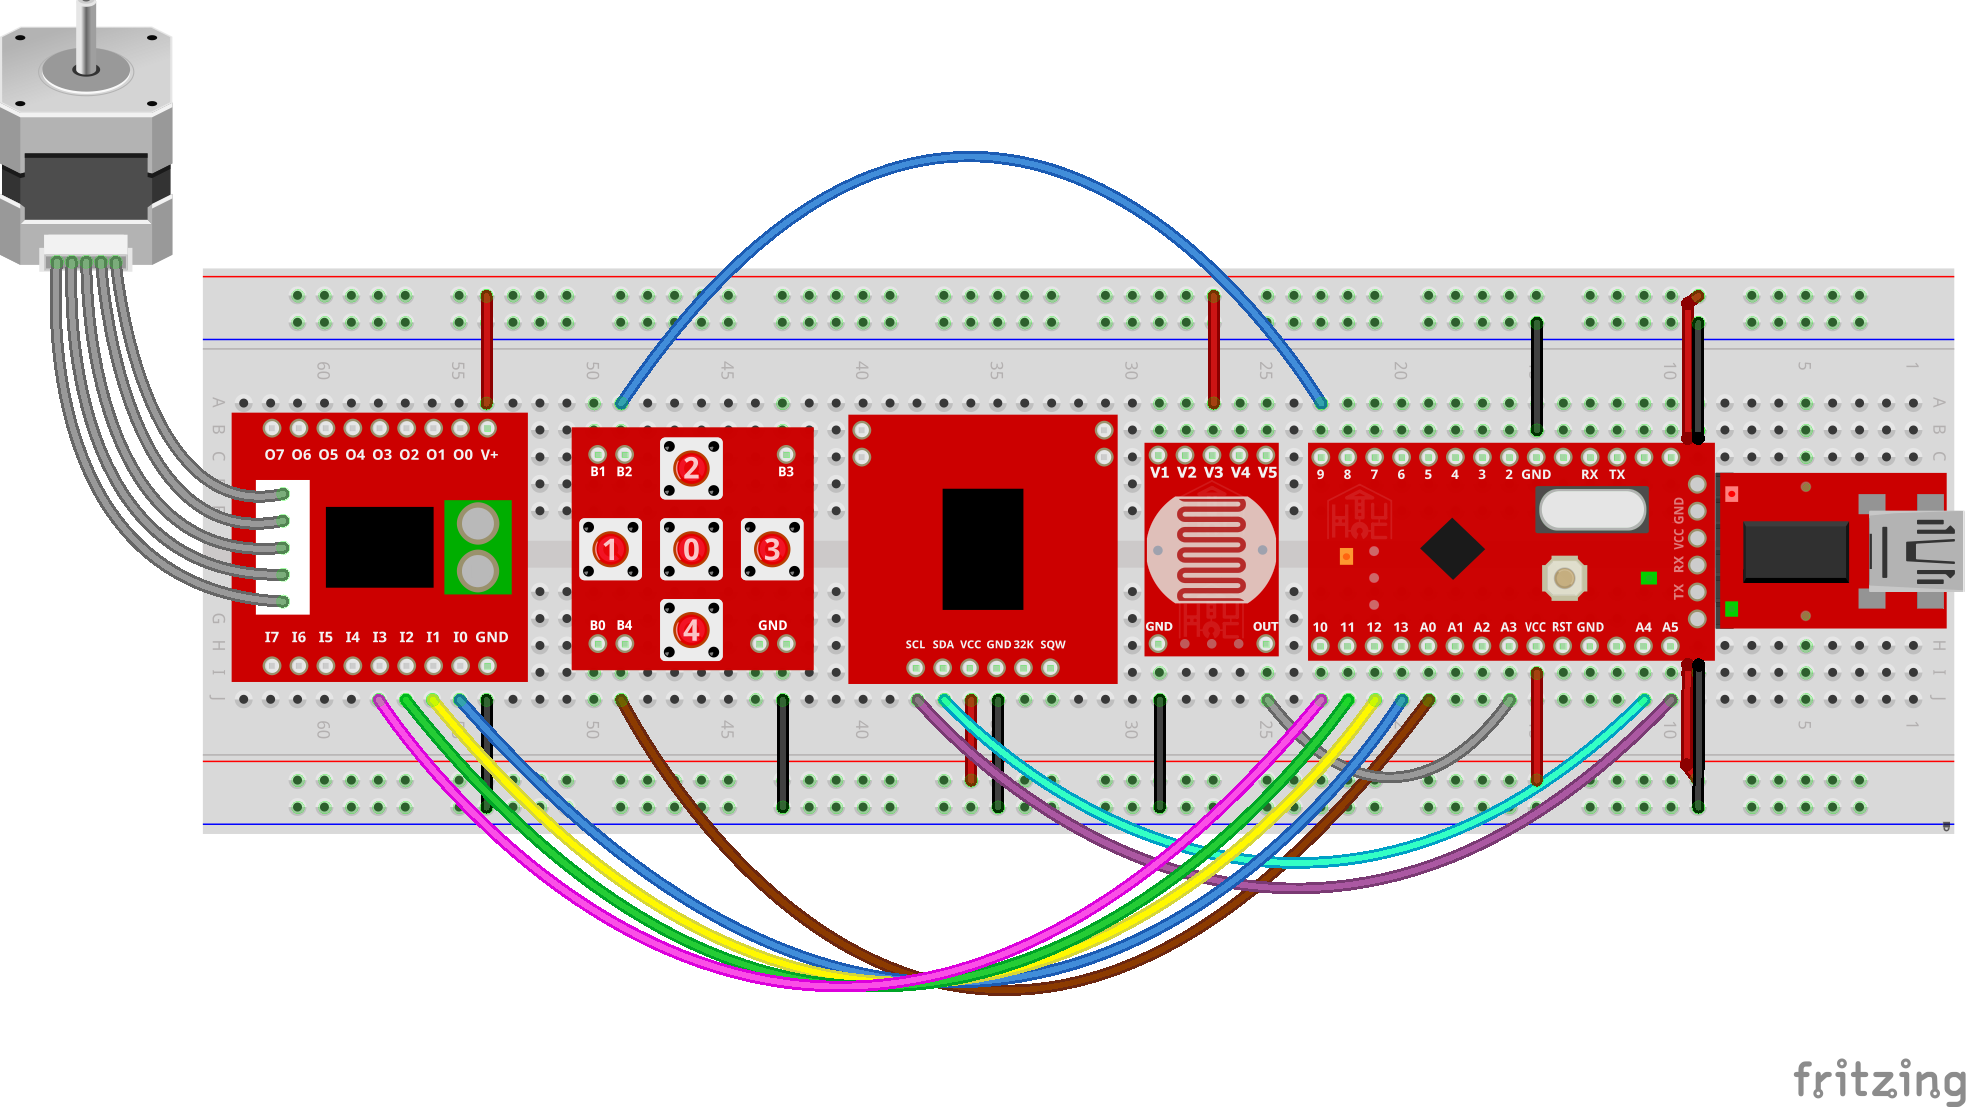 60 55 50 45 40 35 30 25 20 10 5 1
A A
B B
C C
O7 O6 O5 O4 O3 O2 O1 O0 V+
B1 B2 2 B3
V1 V2 V3 V4 V5
9 8 7 6 5 4 3 2 GND RX TX
GND
VCC
RX
TX
1 0 3
I7 I6 I5 I4 I3 I2 I1 I0 GND
B0 B4 4 GND
SCL SDA VCC GND 32K SQW
GND OUT
10 11 12 13 A0 A1 A2 A3 VCC RST GND A4 A5
G G
H H
I I
J J
60 50 45 40 35 30 25 10 5 1
fritzing